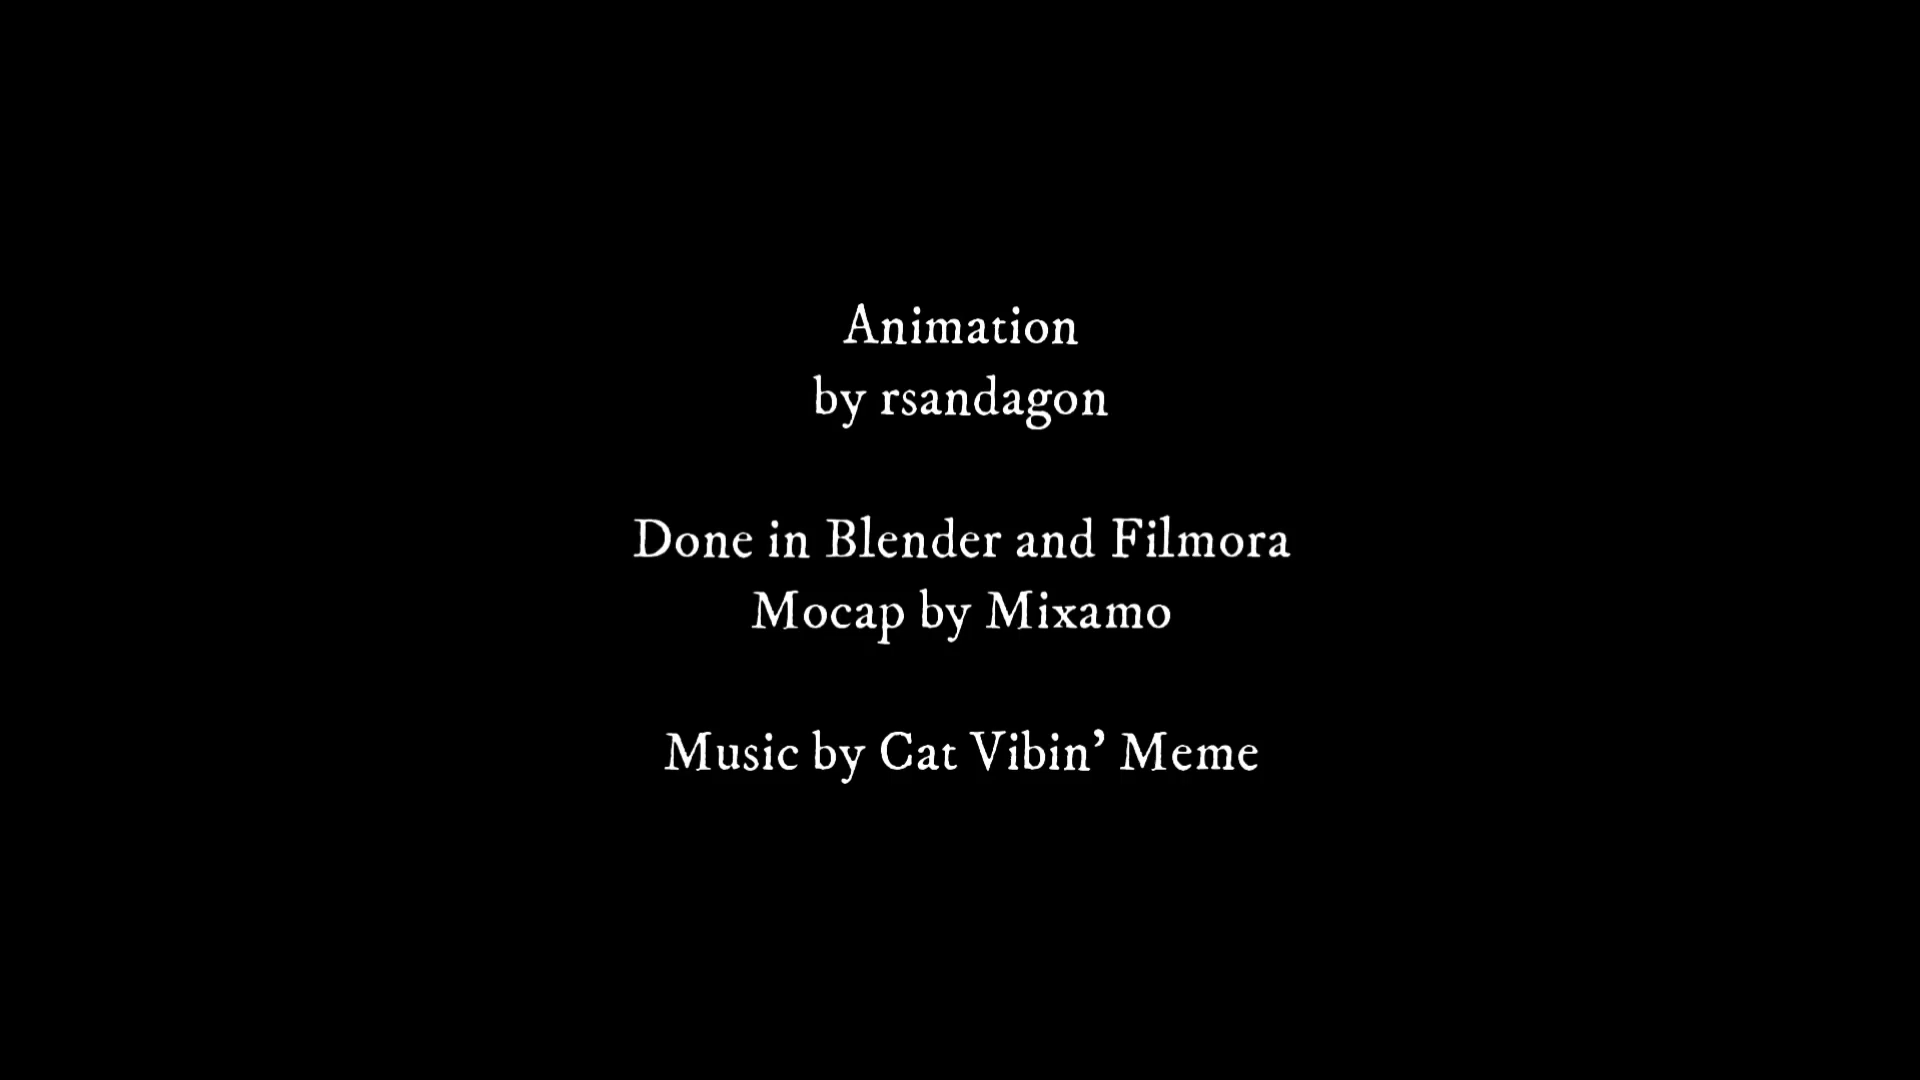 Animation
by rsandagon
Done in Blender and Filmora
Mocap by Mixamo
Music by Cat Vibin’ Meme